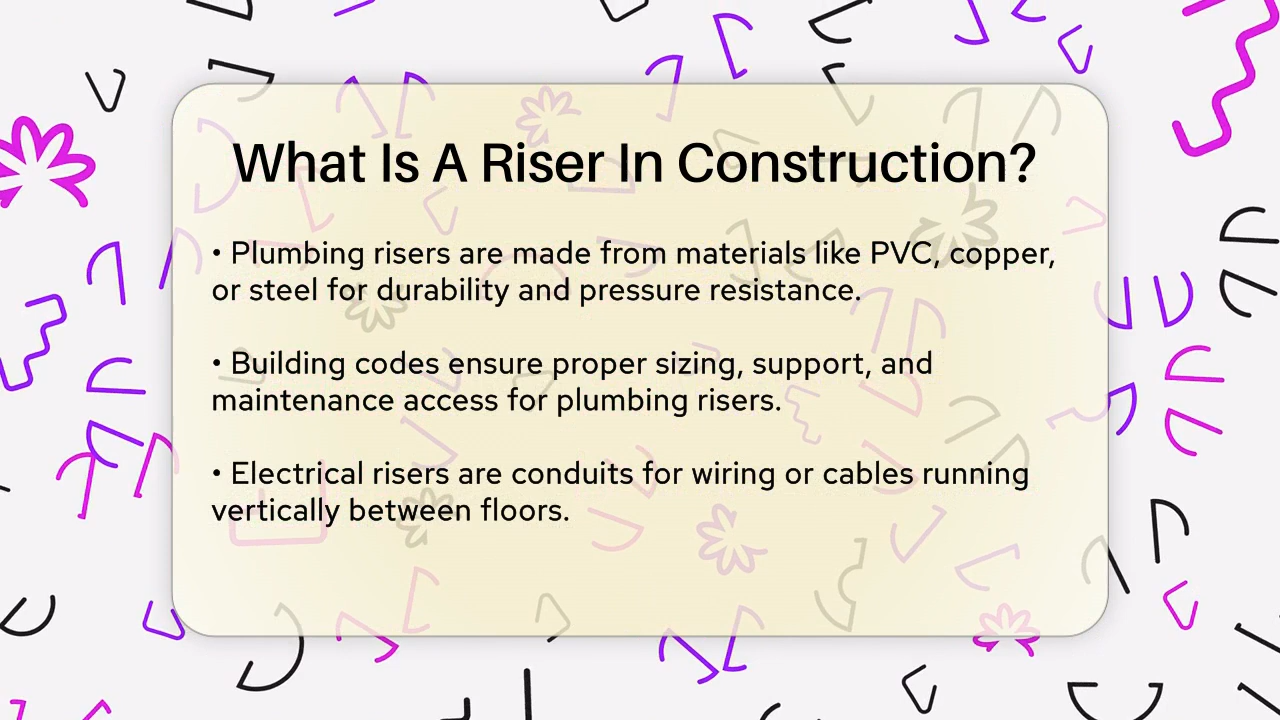 What Is A Riser In Construction?
• Plumbing risers are made from materials like PVC, copper,
or steel for durability and pressure resistance.
• Building codes ensure proper sizing, support, and
maintenance access for plumbing risers.
• Electrical risers are conduits for wiring or cables running
vertically between floors.